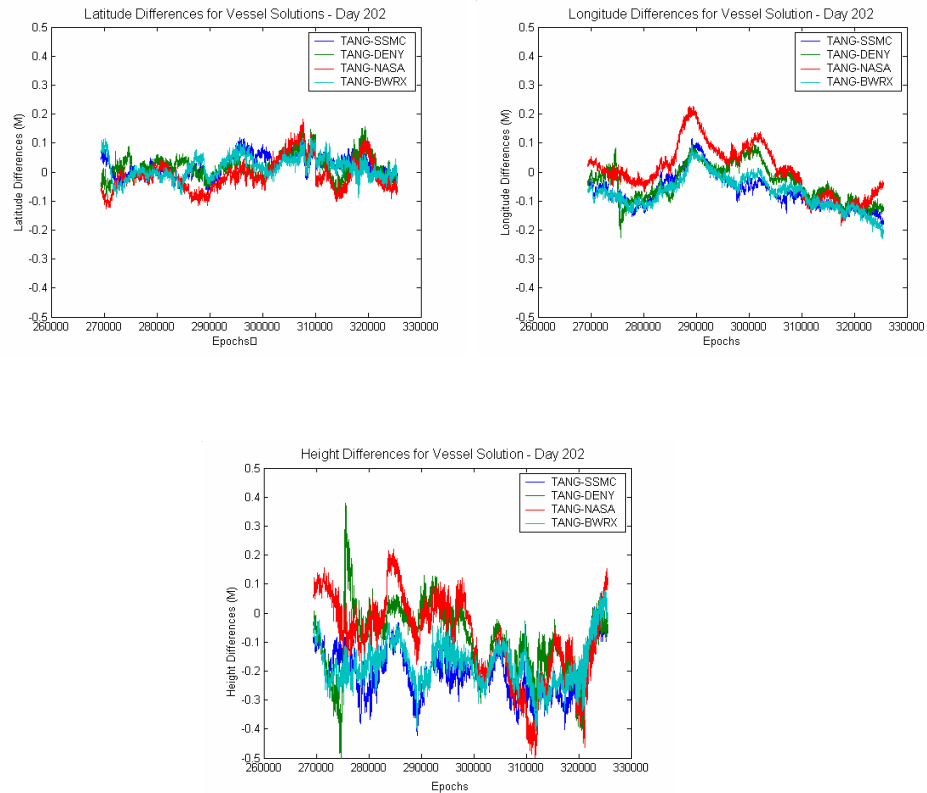 Latitude Differences for Vessel Solutions - Day 202
Latitude Differences (M)
0.5
0.4
0.3
0.2
0.1
0
-0.1
-0.2
-0.3
-0.4
-0.5
260000 270000 280000 290000 300000 310000 320000 330000
Epochs□
TANG-SSMC
TANG-DENY
TANG-NASA
TANG-BWRX
Longitude Differences for Vessel Solution - Day 202
Longitude Differences (M)
0.5
0.4
0.3
0.2
0.1
0
-0.1
-0.2
-0.3
-0.4
-0.5
260000 270000 280000 290000 300000 310000 320000 330000
Epochs
TANG-SSMC
TANG-DENY
TANG-NASA
TANG-BWRX
Height Differences for Vessel Solution - Day 202
Height Differences (M)
0.5
0.4
0.3
0.2
0.1
0
-0.1
-0.2
-0.3
-0.4
-0.5
260000 270000 280000 290000 300000 310000 320000 330000
Epochs
TANG-SSMC
TANG-DENY
TANG-NASA
TANG-BWRX